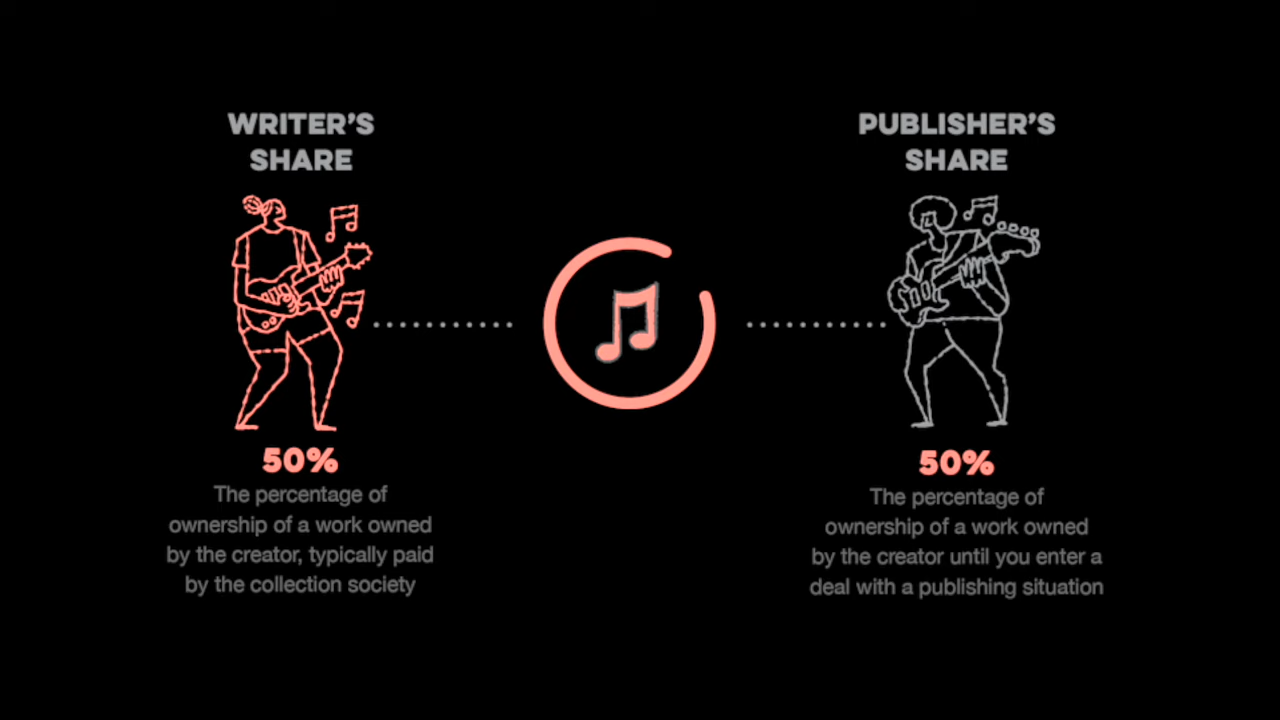 WRITER'S
SHARE
50%
The percentage of
ownership of a work owned
by the creator, typically paid
by the collection society
PUBLISHER'S
SHARE
50%
The percentage of
ownership of a work owned
by the creator until you enter a
deal with a publishing situation